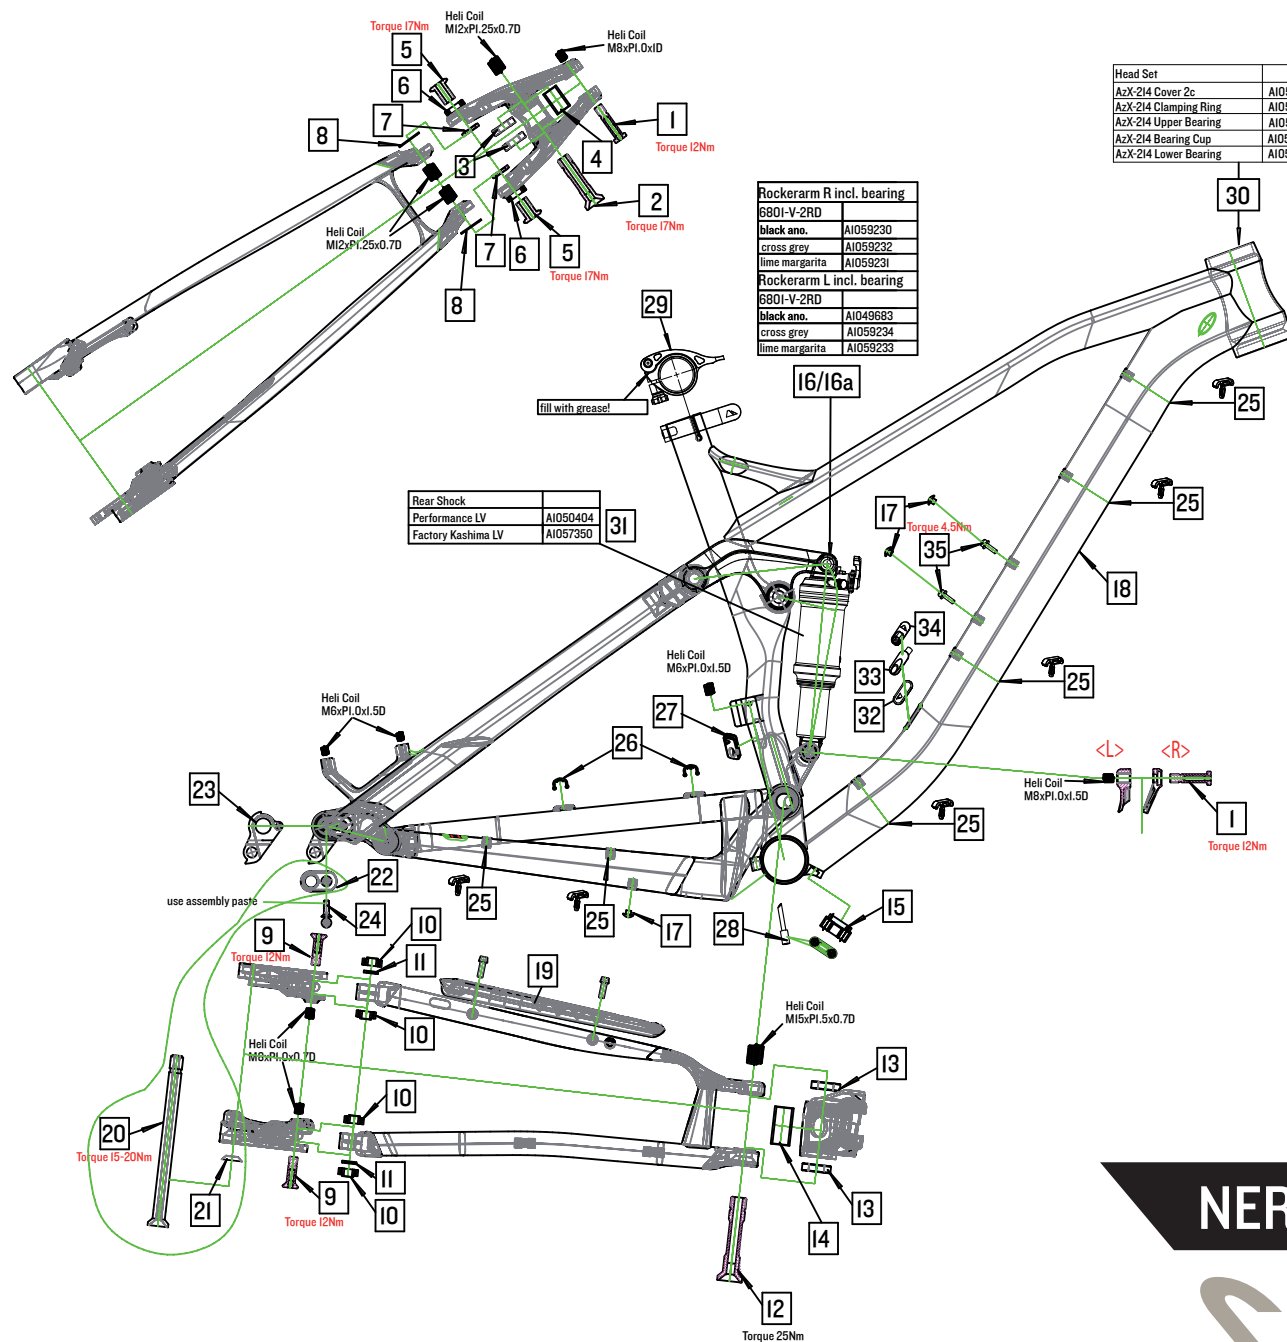 Heli Coil
M12xP1.25x0.7D
Torque 17Nm
5
Heli Coil
M8xP1.0x1D
6
7
8
3
4
1
Torque 12Nm
2
Torque 17Nm
Heli Coil
M12xP1.25x0.7D
7
6
5
Torque 17Nm
8
Head Set
AzX-214 Cover 2c
AzX-214 Clamping Ring
AzX-214 Upper Bearing
AzX-214 Bearing Cup
AzX-214 Lower Bearing
30
Rockerarm R incl. bearing
6801-V-2RD
black ano. A1059230
cross grey A1059232
lime margarita A1059231
Rockerarm L incl. bearing
6801-V-2RD
black ano. A1049683
cross grey A1059234
lime margarita A1059233
29
fill with grease!
16/16a
25
Rear Shock
Performance LV A1050404
Factory Kashima LV A1057350
31
17
Torque 4.5Nm
35
25
18
34
33
32
25
Heli Coil
M6xP1.0x1.5D
27
Heli Coil
M6xP1.0x1.5D
26
23
<L> <R>
Heli Coil
M8xP1.0x1.5D
1
Torque 12Nm
25
22
use assembly paste
24
25
25
17
28
15
9
Torque 12Nm
10
11
19
10
Heli Coil
M8xP1.0x0.7D
Heli Coil
M15xP1.5x0.7D
13
20
Torque 15-20Nm
21
10
11
9
Torque 12Nm
10
14
13
12
Torque 25Nm
NER